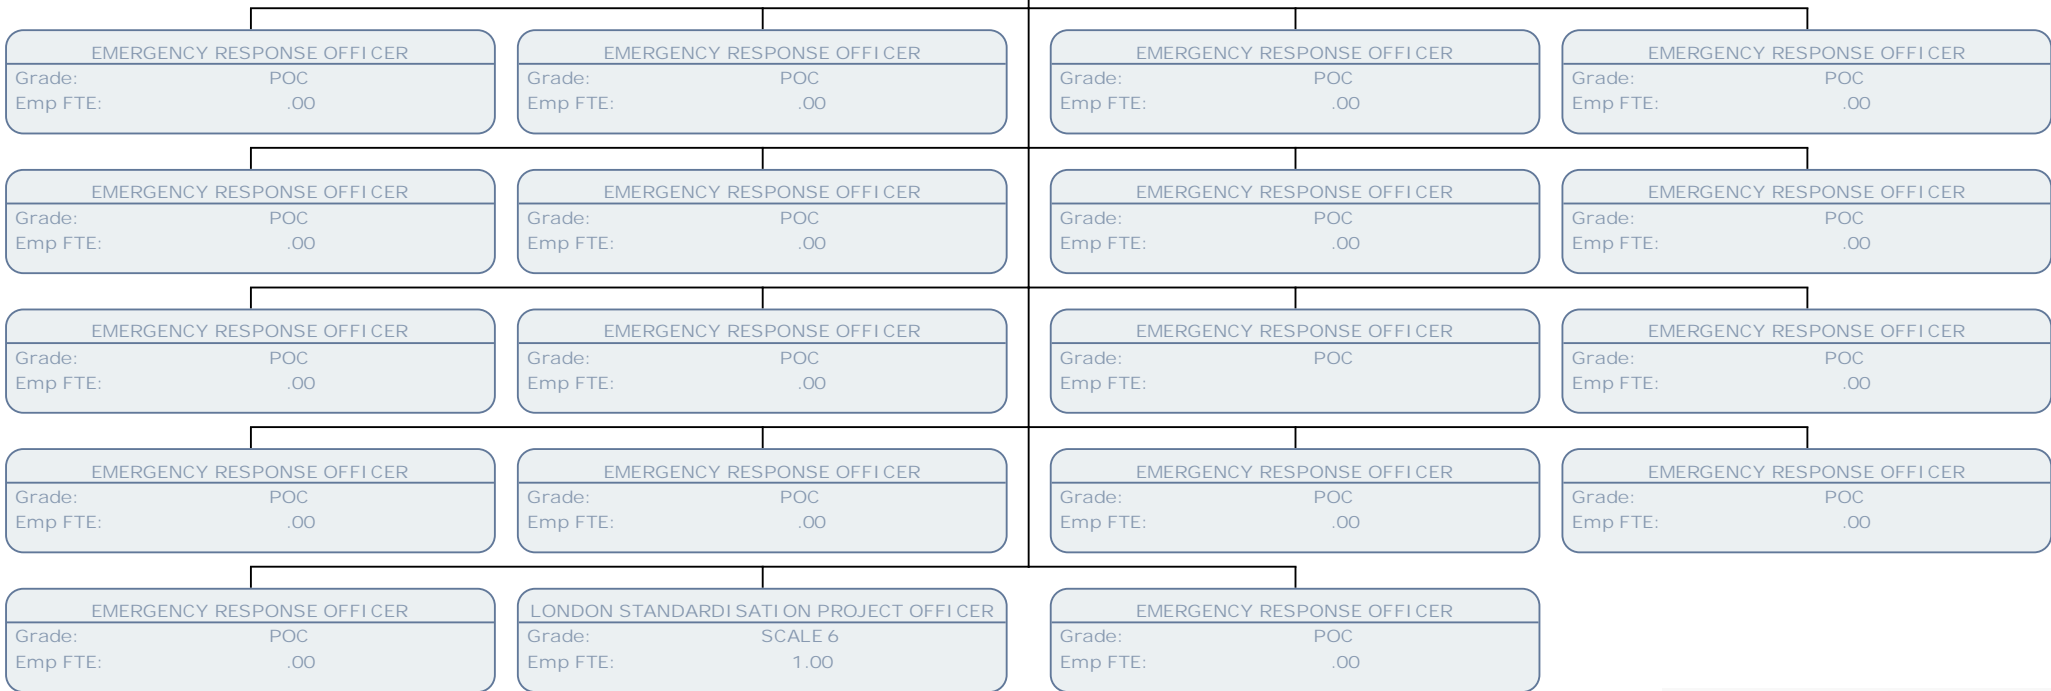 EMERGENCY RESPONSE OFFICER
Grade: POC
Emp FTE: .00
EMERGENCY RESPONSE OFFICER
Grade: POC
Emp FTE: .00
EMERGENCY RESPONSE OFFICER
Grade: POC
Emp FTE: .00
EMERGENCY RESPONSE OFFICER
Grade: POC
Emp FTE: .00
EMERGENCY RESPONSE OFFICER
Grade: POC
Emp FTE: .00
EMERGENCY RESPONSE OFFICER
Grade: POC
Emp FTE: .00
EMERGENCY RESPONSE OFFICER
Grade: POC
Emp FTE: .00
EMERGENCY RESPONSE OFFICER
Grade: POC
Emp FTE: .00
EMERGENCY RESPONSE OFFICER
Grade: POC
Emp FTE: .00
EMERGENCY RESPONSE OFFICER
Grade: POC
Emp FTE: .00
EMERGENCY RESPONSE OFFICER
Grade: POC
Emp FTE:
EMERGENCY RESPONSE OFFICER
Grade: POC
Emp FTE: .00
EMERGENCY RESPONSE OFFICER
Grade: POC
Emp FTE: .00
EMERGENCY RESPONSE OFFICER
Grade: POC
Emp FTE: .00
EMERGENCY RESPONSE OFFICER
Grade: POC
Emp FTE: .00
EMERGENCY RESPONSE OFFICER
Grade: POC
Emp FTE: .00
EMERGENCY RESPONSE OFFICER
Grade: POC
Emp FTE: .00
LONDON STANDARDISATION PROJECT OFFICER
Grade: SCALE 6
Emp FTE: 1.00
EMERGENCY RESPONSE OFFICER
Grade: POC
Emp FTE: .00